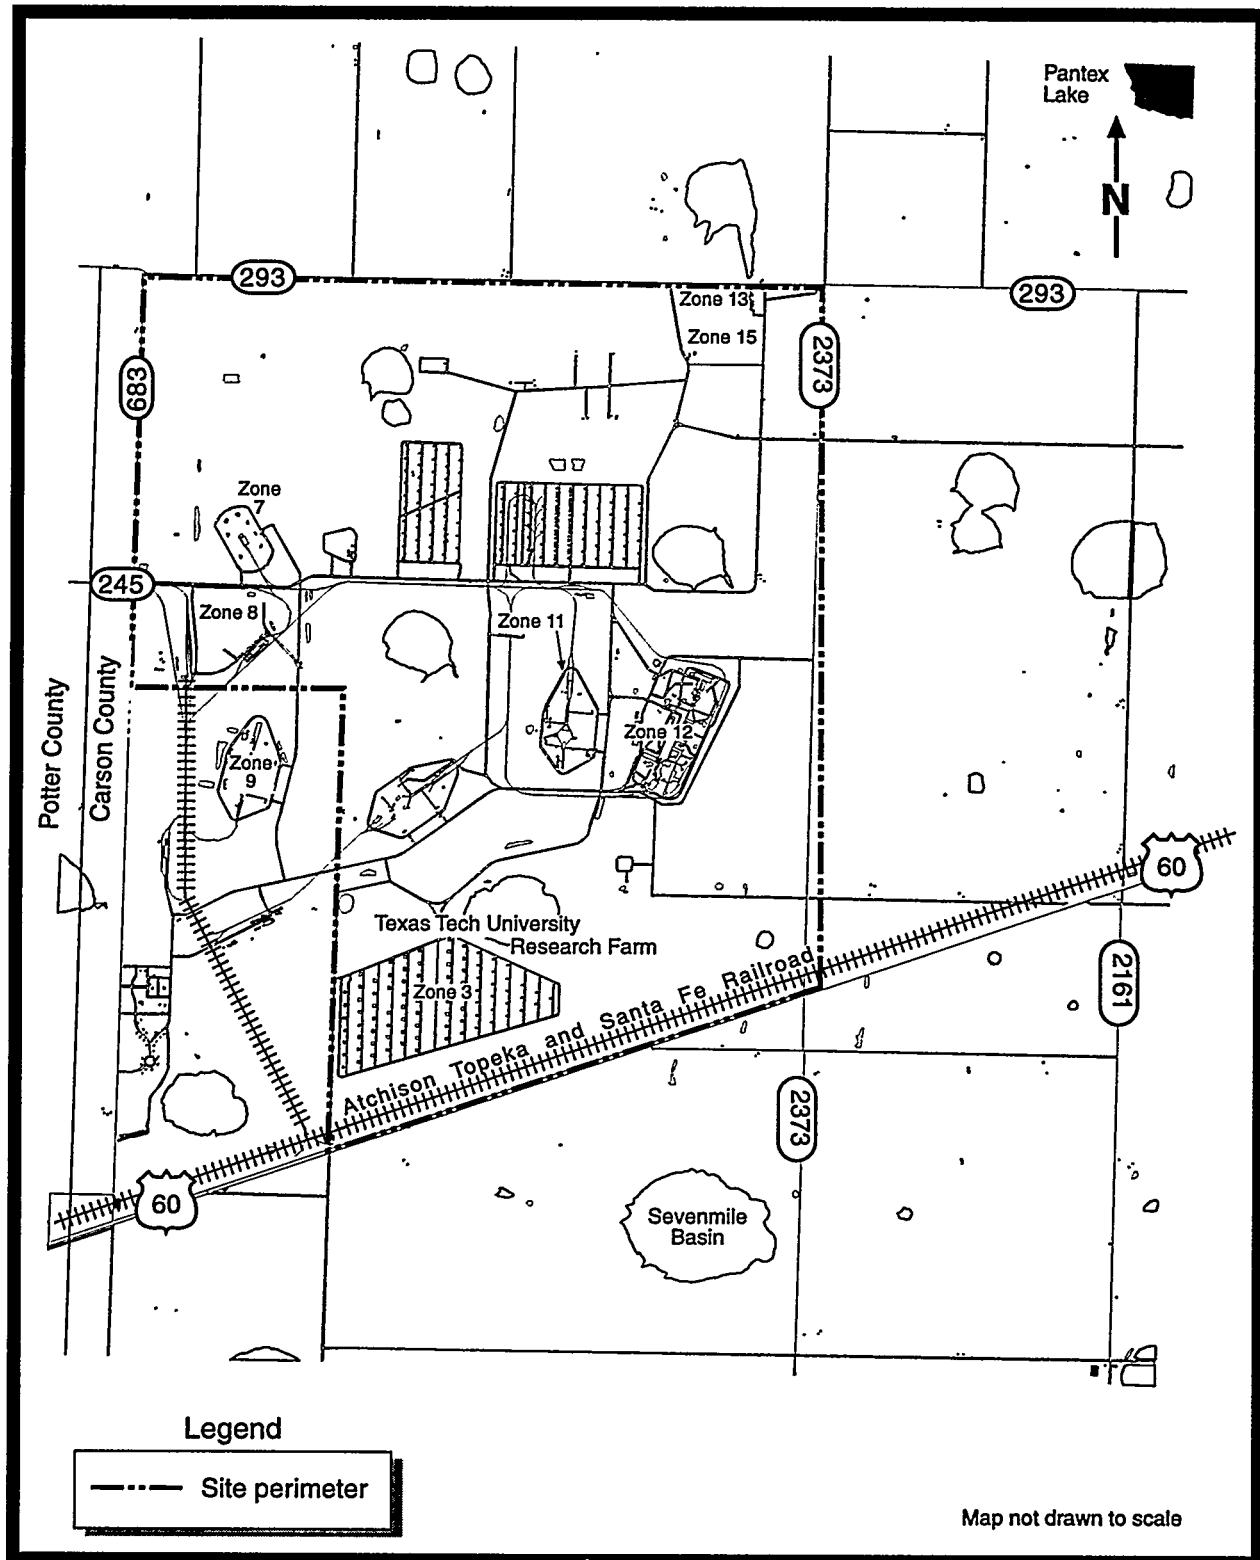 Pantex
Lake
N
293
Zone 13
293
Zone 15
683
2373
Zone
7
245
Zone 8
Zone 11
Potter County
Carson County
Zone 12
Zone
9
60
Texas Tech University
Research Farm
Zone 3
Atchison Topeka and Santa Fe Railroad
2161
2373
60
Sevenmile
Basin
Legend
Site perimeter
Map not drawn to scale